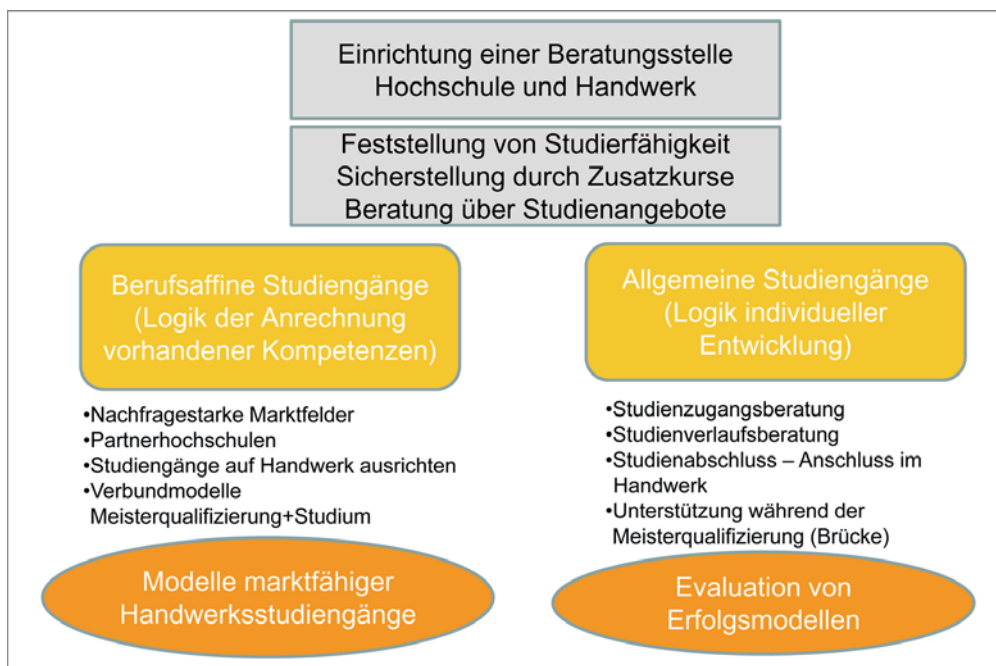 Einrichtung einer Beratungsstelle
Hochschule und Handwerk
Feststellung von Studierfähigkeit
Sicherstellung durch Zusatzkurse
Beratung über Studienangebote
Berufsaffine Studiengänge
(Logik der Anrechnung
vorhandener Kompetenzen)
•Nachfragestarke Marktfelder
•Partnerhochschulen
•Studiengänge auf Handwerk ausrichten
•Verbundmodelle
Meisterqualifizierung+Studium
Modelle marktfähiger
Handwerksstudiengänge
Allgemeine Studiengänge
(Logik individueller
Entwicklung)
•Studienzugangsberatung
•Studienverlaufsberatung
•Studienabschluss – Anschluss im
Handwerk
•Unterstützung während der
Meisterqualifizierung (Brücke)
Evaluation von
Erfolgsmodellen